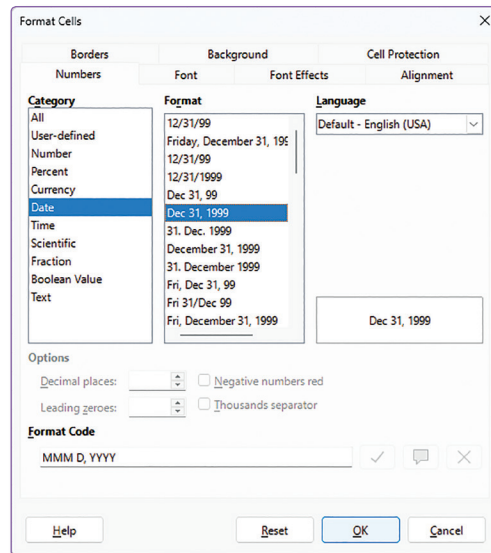 Format Cells
Borders Background Cell Protection
Numbers Font Font Effects Alignment
Category
All
User-defined
Number
Percent
Currency
Date
Time
Scientific
Fraction
Boolean Value
Text
Format
12/31/99
Friday, December 31, 199
12/31/99
12/31/1999
Dec 31, 99
Dec 31, 1999
31. Dec. 1999
December 31, 1999
31. December 1999
Fri, Dec 31, 99
Fri 31/Dec 99
Fri, December 31, 1999
Language
Default - English (USA)
Dec 31, 1999
Options
Decimal places:
Negative numbers red
Leading zeroes:
Thousands separator
Format Code
MMM D, YYYY
Help Reset OK Cancel